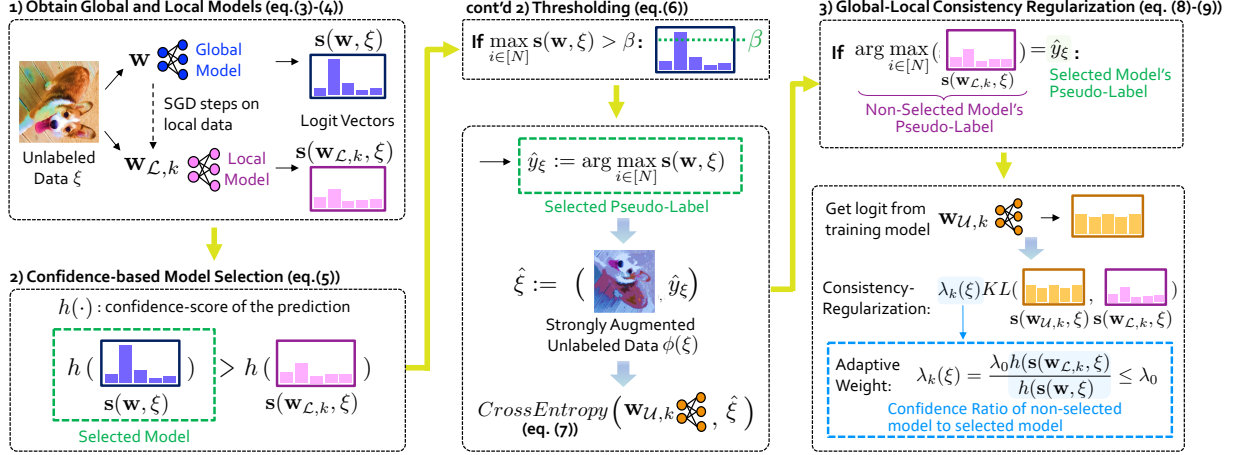 1) Obtain Global and Local Models (eq.(3)-(4))
w
Global
Model
s(w, ξ)
SGD steps on
local data
Logit Vectors
Unlabeled
Data ξ
w_{ℒ,k}
Local
Model
s(w_{ℒ,k}, ξ)
2) Confidence-based Model Selection (eq.(5))
h(·) : confidence-score of the prediction
h ( ) > h ( )
s(w, ξ)
s(w_{ℒ,k}, ξ)
Selected Model
cont'd 2) Thresholding (eq.(6))
If max_{i∈[N]} s(w, ξ) > β:
β
ŷ_ξ := arg max_{i∈[N]} s(w, ξ)
Selected Pseudo-Label
ξ̂ := ( , ŷ_ξ)
Strongly Augmented
Unlabeled Data ϕ(ξ)
CrossEntropy(w_{𝒰,k} , ξ̂ )
(eq. (7))
3) Global-Local Consistency Regularization (eq. (8)-(9))
If arg max_{i∈[N]}( ) = ŷ_ξ :
s(w_{ℒ,k}, ξ)
Selected Model's
Pseudo-Label
Non-Selected Model's
Pseudo-Label
Get logit from
training model
w_{𝒰,k}
Consistency-
Regularization:
λ_k(ξ)KL( , )
s(w_{𝒰,k}, ξ) s(w_{ℒ,k}, ξ)
Adaptive
Weight:
λ_k(ξ) = λ_0 h(s(w_{ℒ,k}, ξ) / h(s(w, ξ) ≤ λ_0
Confidence Ratio of non-selected
model to selected model